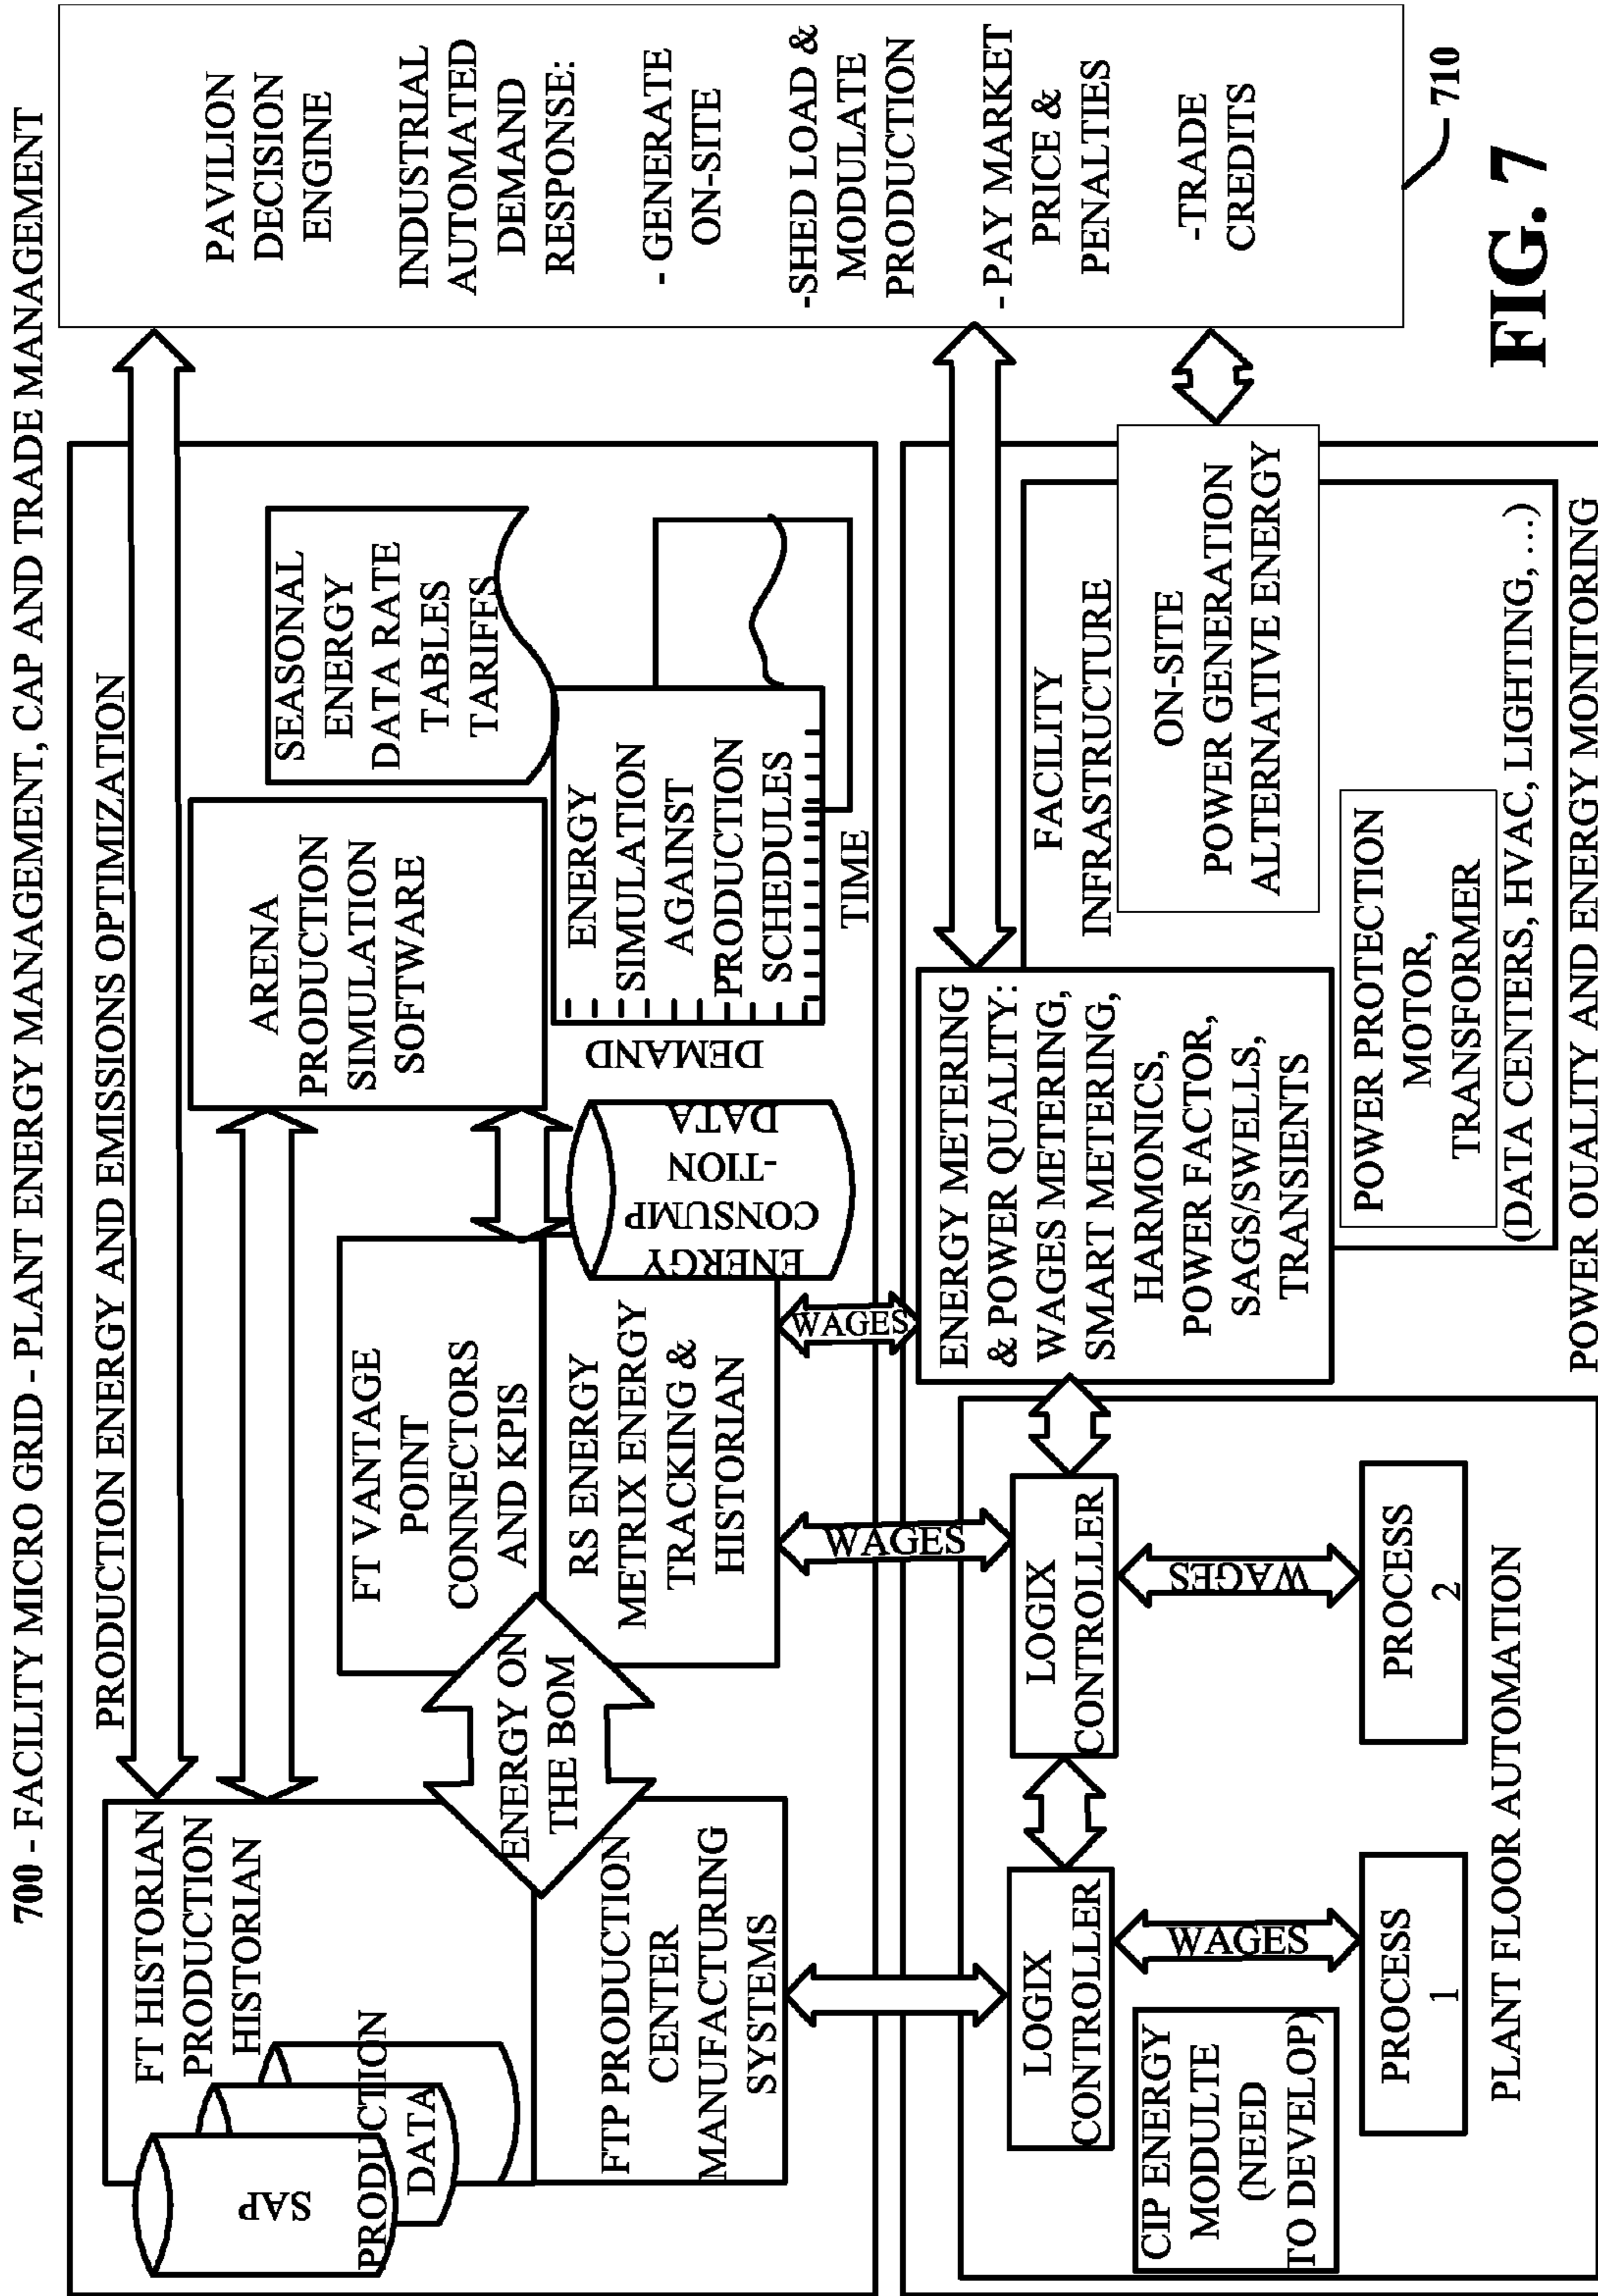 700 - FACILITY MICRO GRID - PLANT ENERGY MANAGEMENT, CAP AND TRADE MANAGEMENT
PRODUCTION ENERGY AND EMISSIONS OPTIMIZATION
FT HISTORIAN
PRODUCTION
HISTORIAN
SAP
PRODUCTION
DATA
FTP PRODUCTION
CENTER
MANUFACTURING
SYSTEMS
ENERGY ON
THE BOM
FT VANTAGE
POINT
CONNECTORS
AND KPIS
RS ENERGY
METRIX ENERGY
TRACKING &
HISTORIAN
ENERGY
CONSUMP
-TION
DATA
ARENA
PRODUCTION
SIMULATION
SOFTWARE
SEASONAL
ENERGY
DATA RATE
TABLES
TARIFFS
DEMAND
ENERGY
SIMULATION
AGAINST
PRODUCTION
SCHEDULES
TIME
PAVILION
DECISION
ENGINE
INDUSTRIAL
AUTOMATED
DEMAND
RESPONSE:
- GENERATE
ON-SITE
-SHED LOAD &
MODULATE
PRODUCTION
- PAY MARKET
PRICE &
PENALTIES
-TRADE
CREDITS
710
WAGES
WAGES
LOGIX
CONTROLLER
LOGIX
CONTROLLER
CIP ENERGY
MODULTE
(NEED
TO DEVELOP)
WAGES
WAGES
PROCESS
1
PROCESS
2
PLANT FLOOR AUTOMATION
ENERGY METERING
& POWER QUALITY:
WAGES METERING,
SMART METERING,
HARMONICS,
POWER FACTOR,
SAGS/SWELLS,
TRANSIENTS
FACILITY
INFRASTRUCTURE
ON-SITE
POWER GENERATION
ALTERNATIVE ENERGY
POWER PROTECTION
MOTOR,
TRANSFORMER
(DATA CENTERS, HVAC, LIGHTING, ...)
POWER QUALITY AND ENERGY MONITORING
FIG. 7